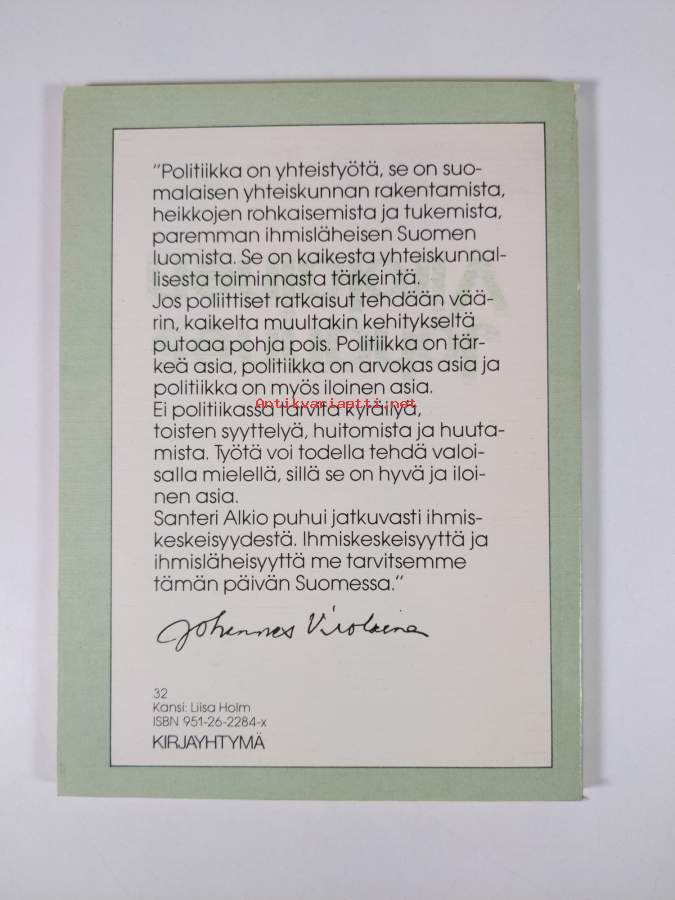 "Politiikka on yhteistyötä, se on suo-
malaisen yhteiskunnan rakentamista,
heikkojen rohkaisemista ja tukemista,
paremman ihmisläheisen Suomen
luomista. Se on kaikesta yhteiskunnal-
lisesta toiminnasta tärkeintä.
Jos poliittiset ratkaisut tehdään vää-
rin, kaikelta muultakin kehitykseltä
putoaa pohja pois. Politiikka on tär-
keä asia, politiikka on arvokas asia ja
politiikka on myös iloinen asia.
Antikvariaatti.net
Ei politiikassa tarvita kyräilyä,
toisten syyttelyä, huitomista ja huuta-
mista. Työtä voi todella tehdä valoi-
salla mielellä, sillä se on hyvä ja iloi-
nen asia.
Santeri Alkio puhui jatkuvasti ihmis-
keskeisyydestä. Ihmiskeskeisyyttä ja
ihmisläheisyyttä me tarvitsemme
tämän päivän Suomessa."
Johannes Virolainen
32
Kansi: Liisa Holm
ISBN 951-26-2284-x
KIRJAYHTYMÄ